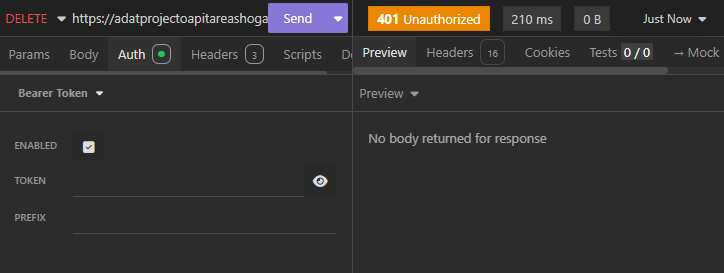 DELETE https://adatprojectoapitareashoga Send
401 Unauthorized 210 ms 0 B Just Now
Params Body Auth Headers 3 Scripts
Preview Headers 16 Cookies Tests 0 / 0 → Mock
Bearer Token
Preview
ENABLED
No body returned for response
TOKEN
PREFIX